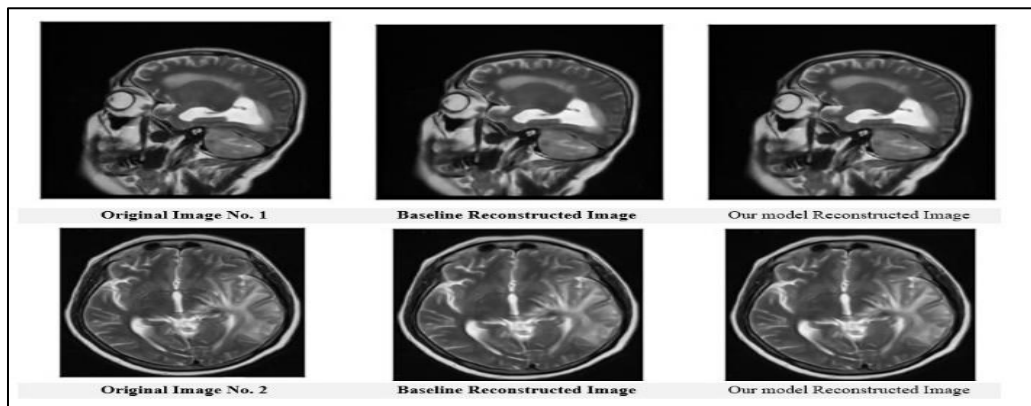 Original Image No. 1 Baseline Reconstructed Image Our model Reconstructed Image
Original Image No. 2 Baseline Reconstructed Image Our model Reconstructed Image